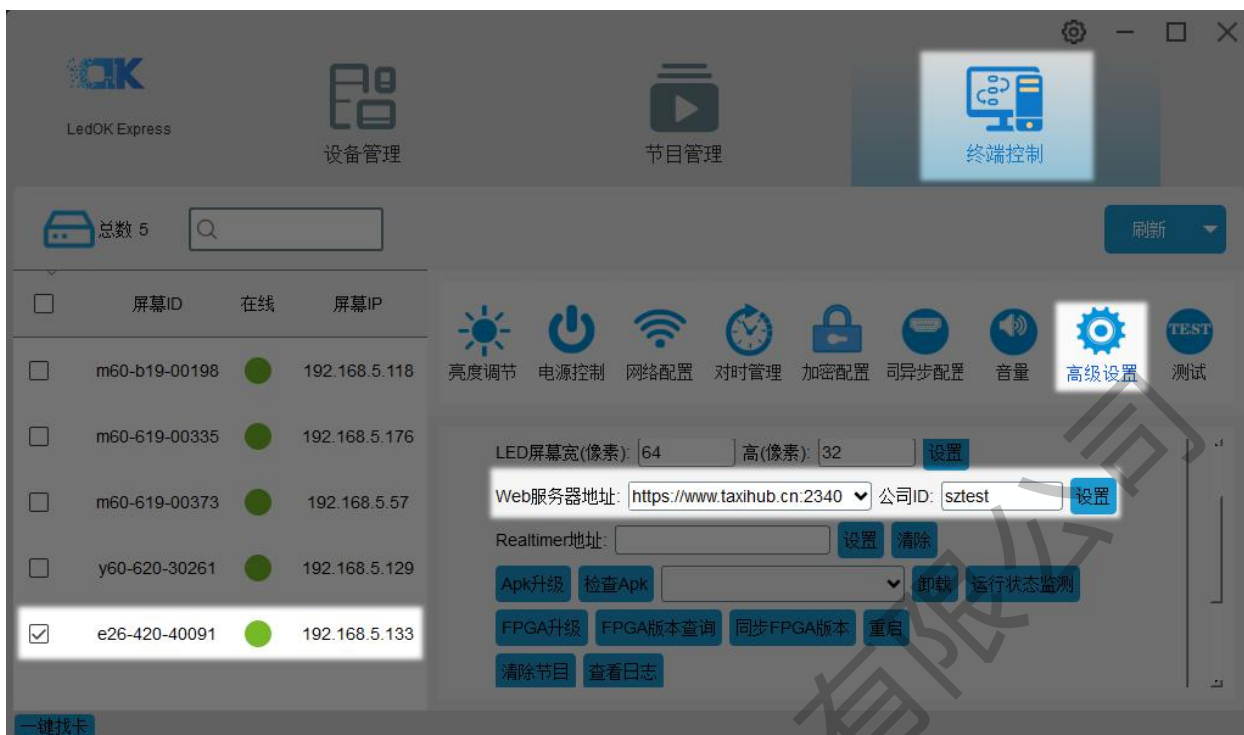 LedOK Express
设备管理
节目管理
终端控制
总数 5
刷新
屏幕ID 在线 屏幕IP
亮度调节 电源控制 网络配置 对时管理 加密配置 司异步配置 音量 高级设置 测试
TEST
m60-b19-00198 192.168.5.118
m60-619-00335 192.168.5.176
m60-619-00373 192.168.5.57
y60-620-30261 192.168.5.129
e26-420-40091 192.168.5.133
LED屏幕宽(像素): 64 高(像素): 32 设置
Web服务器地址: https://www.taxihub.cn:2340 公司ID: sztest 设置
Realtimer地址: 设置 清除
Apk升级 检查Apk 卸载 运行状态监测
FPGA升级 FPGA版本查询 同步FPGA版本 重启
清除节目 查看日志
一键找卡
有限公司